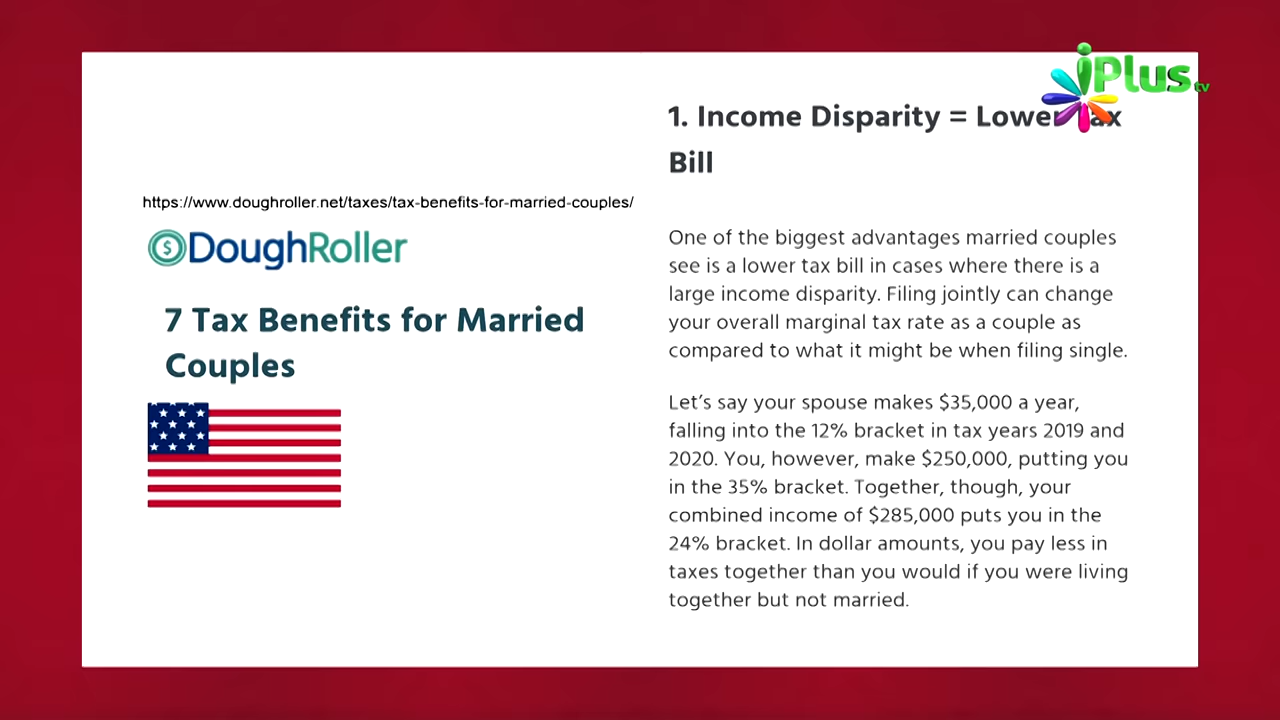 iPlus tv
https://www.doughroller.net/taxes/tax-benefits-for-married-couples/
DoughRoller
7 Tax Benefits for Married
Couples
1. Income Disparity = Lower Tax
Bill
One of the biggest advantages married couples
see is a lower tax bill in cases where there is a
large income disparity. Filing jointly can change
your overall marginal tax rate as a couple as
compared to what it might be when filing single.
Let’s say your spouse makes $35,000 a year,
falling into the 12% bracket in tax years 2019 and
2020. You, however, make $250,000, putting you
in the 35% bracket. Together, though, your
combined income of $285,000 puts you in the
24% bracket. In dollar amounts, you pay less in
taxes together than you would if you were living
together but not married.